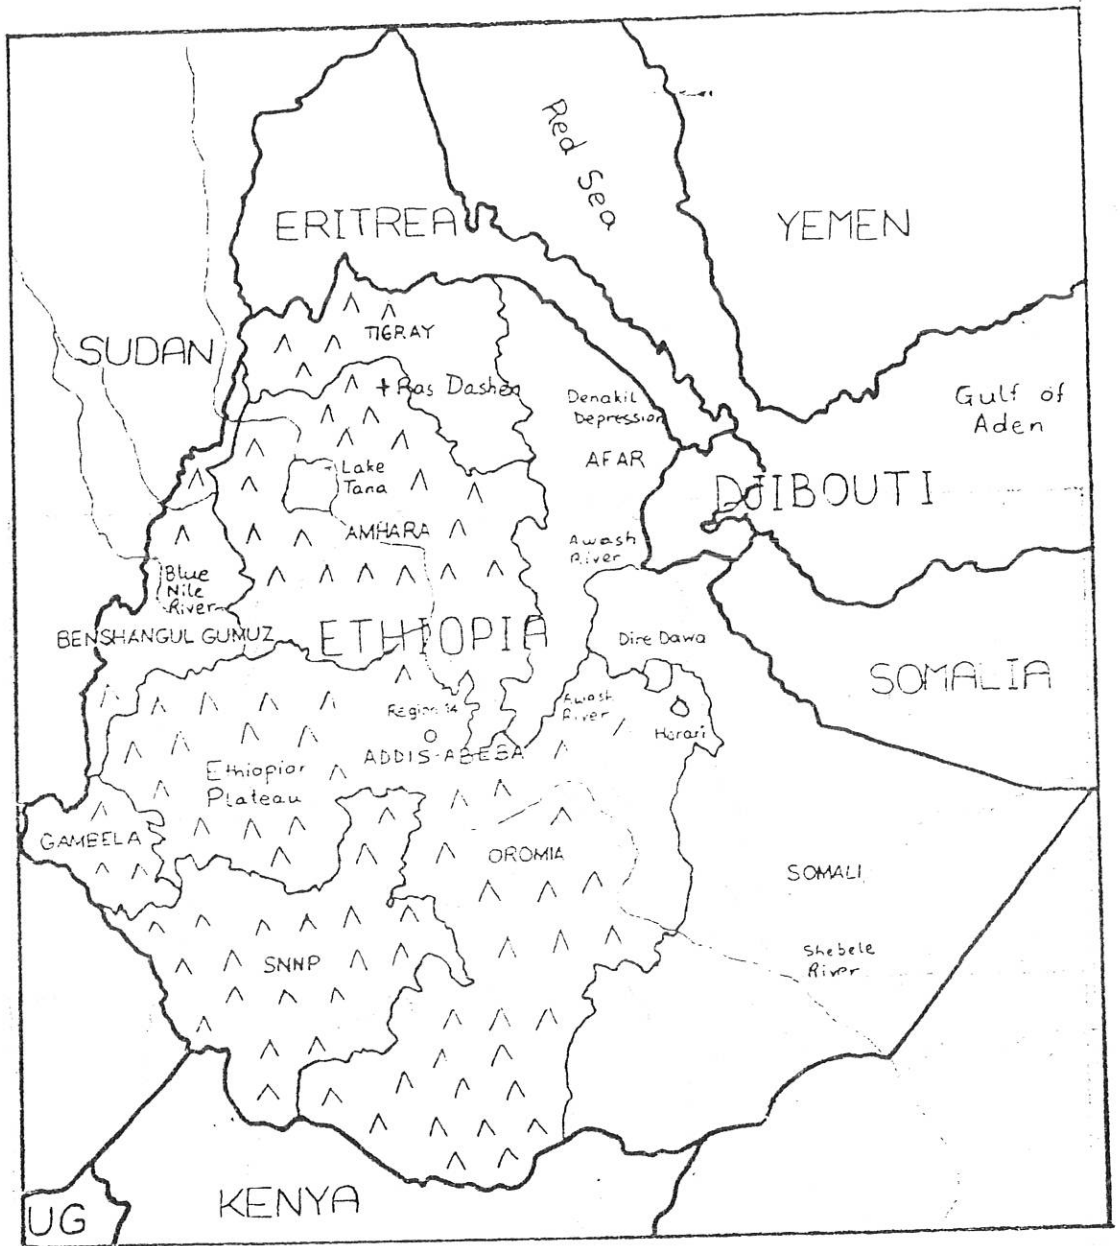 Red Sea
ERITREA
YEMEN
TIGRAY
SUDAN
Ras Dashen
Denakil
Depression
Gulf of
Aden
AFAR
Lake
Tana
DJIBOUTI
AMHARA
Awash
River
Blue
Nile
River
BENSHANGUL GUMUZ
ETHIOPIA
Dire Dawa
SOMALIA
Region 14
Awash
River
Harari
ADDIS-ABEBA
Ethiopian
Plateau
GAMBELA
OROMIA
SOMALI
SNNP
Shebele
River
KENYA
UG